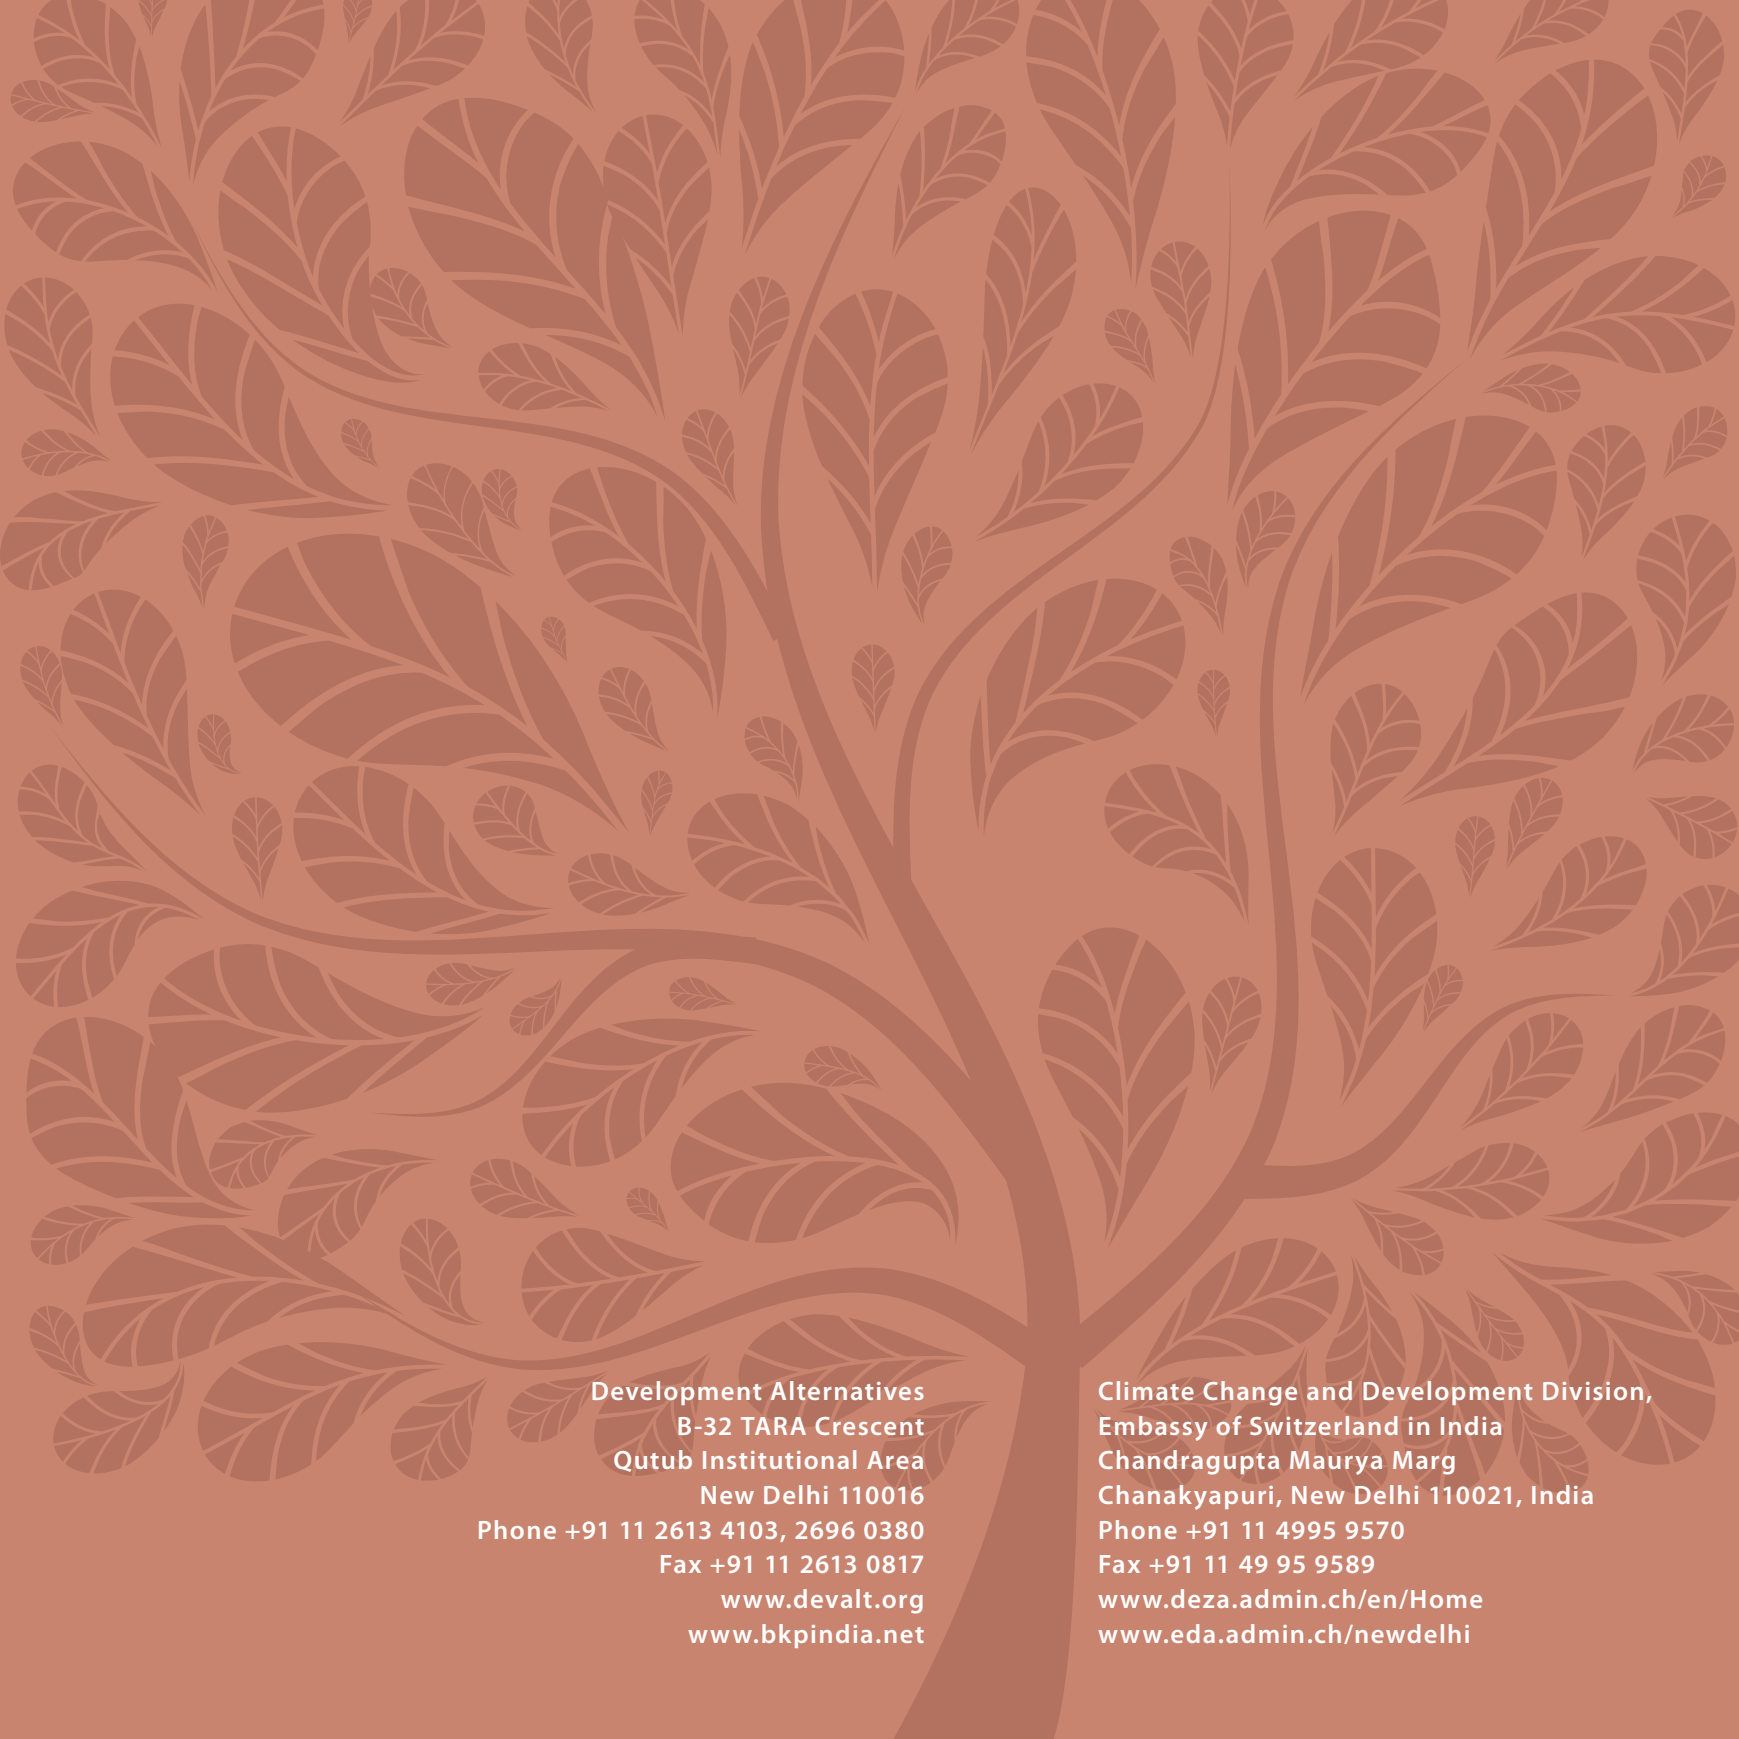 Development Alternatives
B-32 TARA Crescent
Qutub Institutional Area
New Delhi 110016
Phone +91 11 2613 4103, 2696 0380
Fax +91 11 2613 0817
www.devalt.org
www.bkpindia.net
Climate Change and Development Division,
Embassy of Switzerland in India
Chandragupta Maurya Marg
Chanakyapuri, New Delhi 110021, India
Phone +91 11 4995 9570
Fax +91 11 49 95 9589
www.deza.admin.ch/en/Home
www.eda.admin.ch/newdelhi